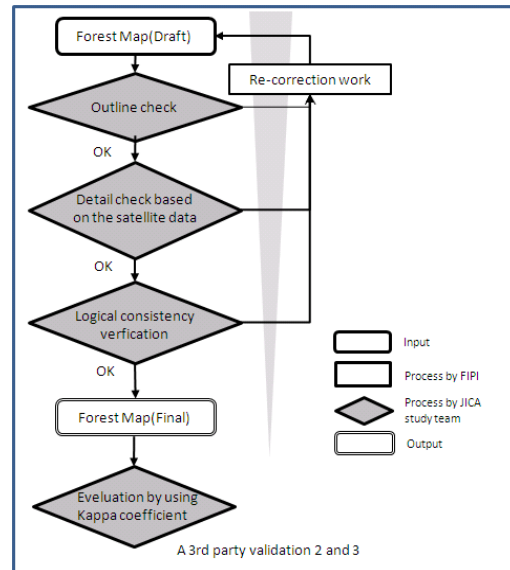 Forest Map(Draft)
Re-correction work
Outline check
OK
Detail check based
on the satellite data
OK
Logical consistency
verfication
OK
Forest Map(Final)
Eveluation by using
Kappa coefficient
Input
Process by FIPI
Process by JICA
study team
Output
A 3rd party validation 2 and 3